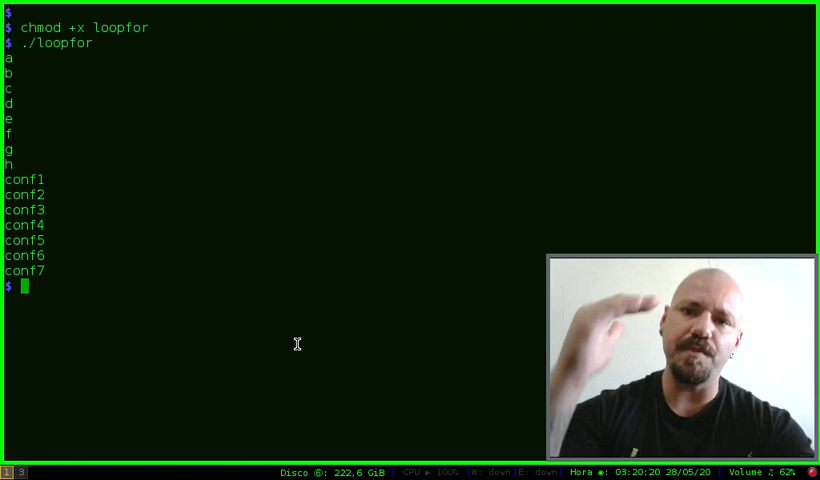 $
$ chmod +x loopfor
$ ./loopfor
a
b
c
d
e
f
g
h
conf1
conf2
conf3
conf4
conf5
conf6
conf7
$
1 3 Disco ⑥: 222,6 GiB | CPU ▶ 100% | W: down | E: down | Hora ◉: 03:20:20 28/05/20 | Volume ♫ 62%